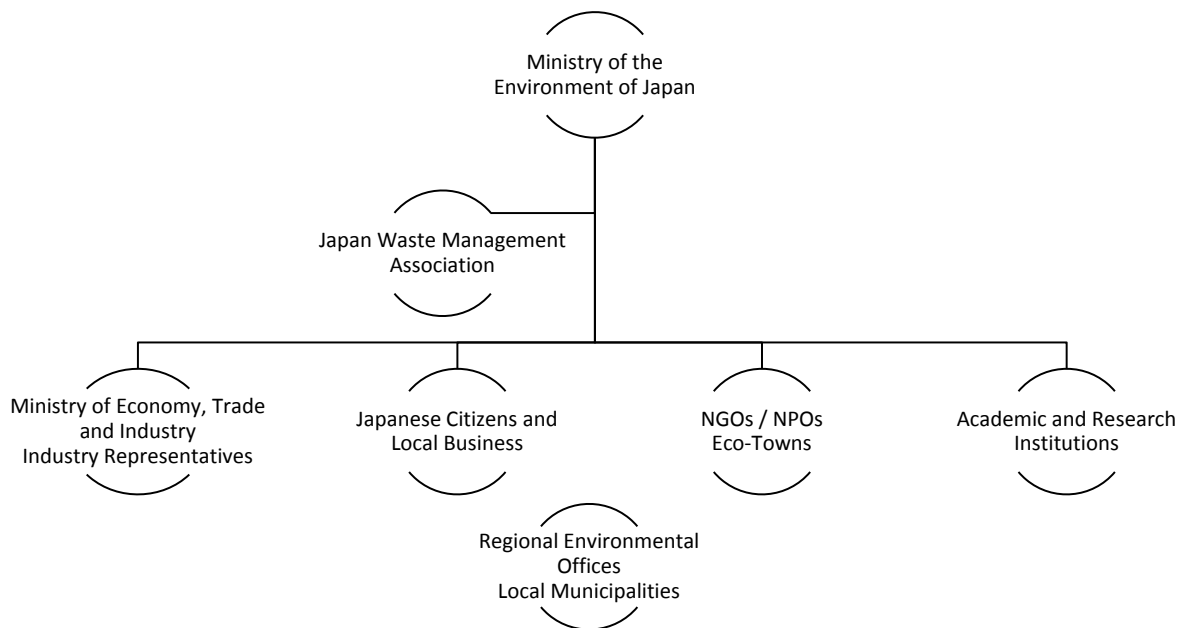 Ministry of the
Environment of Japan
Japan Waste Management
Association
Ministry of Economy, Trade
and Industry
Industry Representatives
Japanese Citizens and
Local Business
NGOs / NPOs
Eco-Towns
Academic and Research
Institutions
Regional Environmental
Offices
Local Municipalities